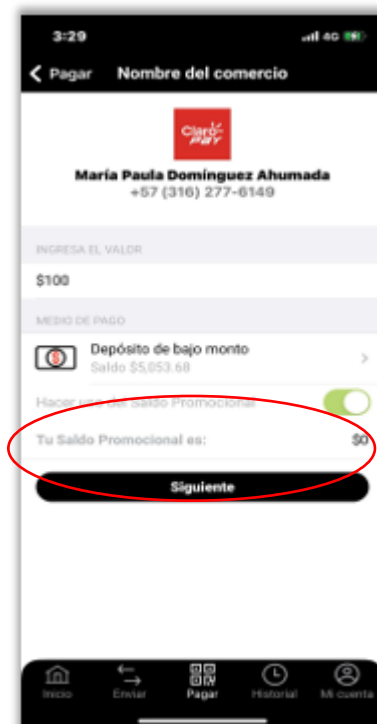 3:29
4G
Pagar Nombre del comercio
Claro-
pay
María Paula Domínguez Ahumada
+57 (316) 277-6149
INGRESA EL VALOR
$100
MEDIO DE PAGO
Depósito de bajo monto
Saldo $5,053.68
Hacer uso del Saldo Promocional
Tu Saldo Promocional es: $0
Siguiente
Inicio Enviar Pagar Historial Mi cuenta